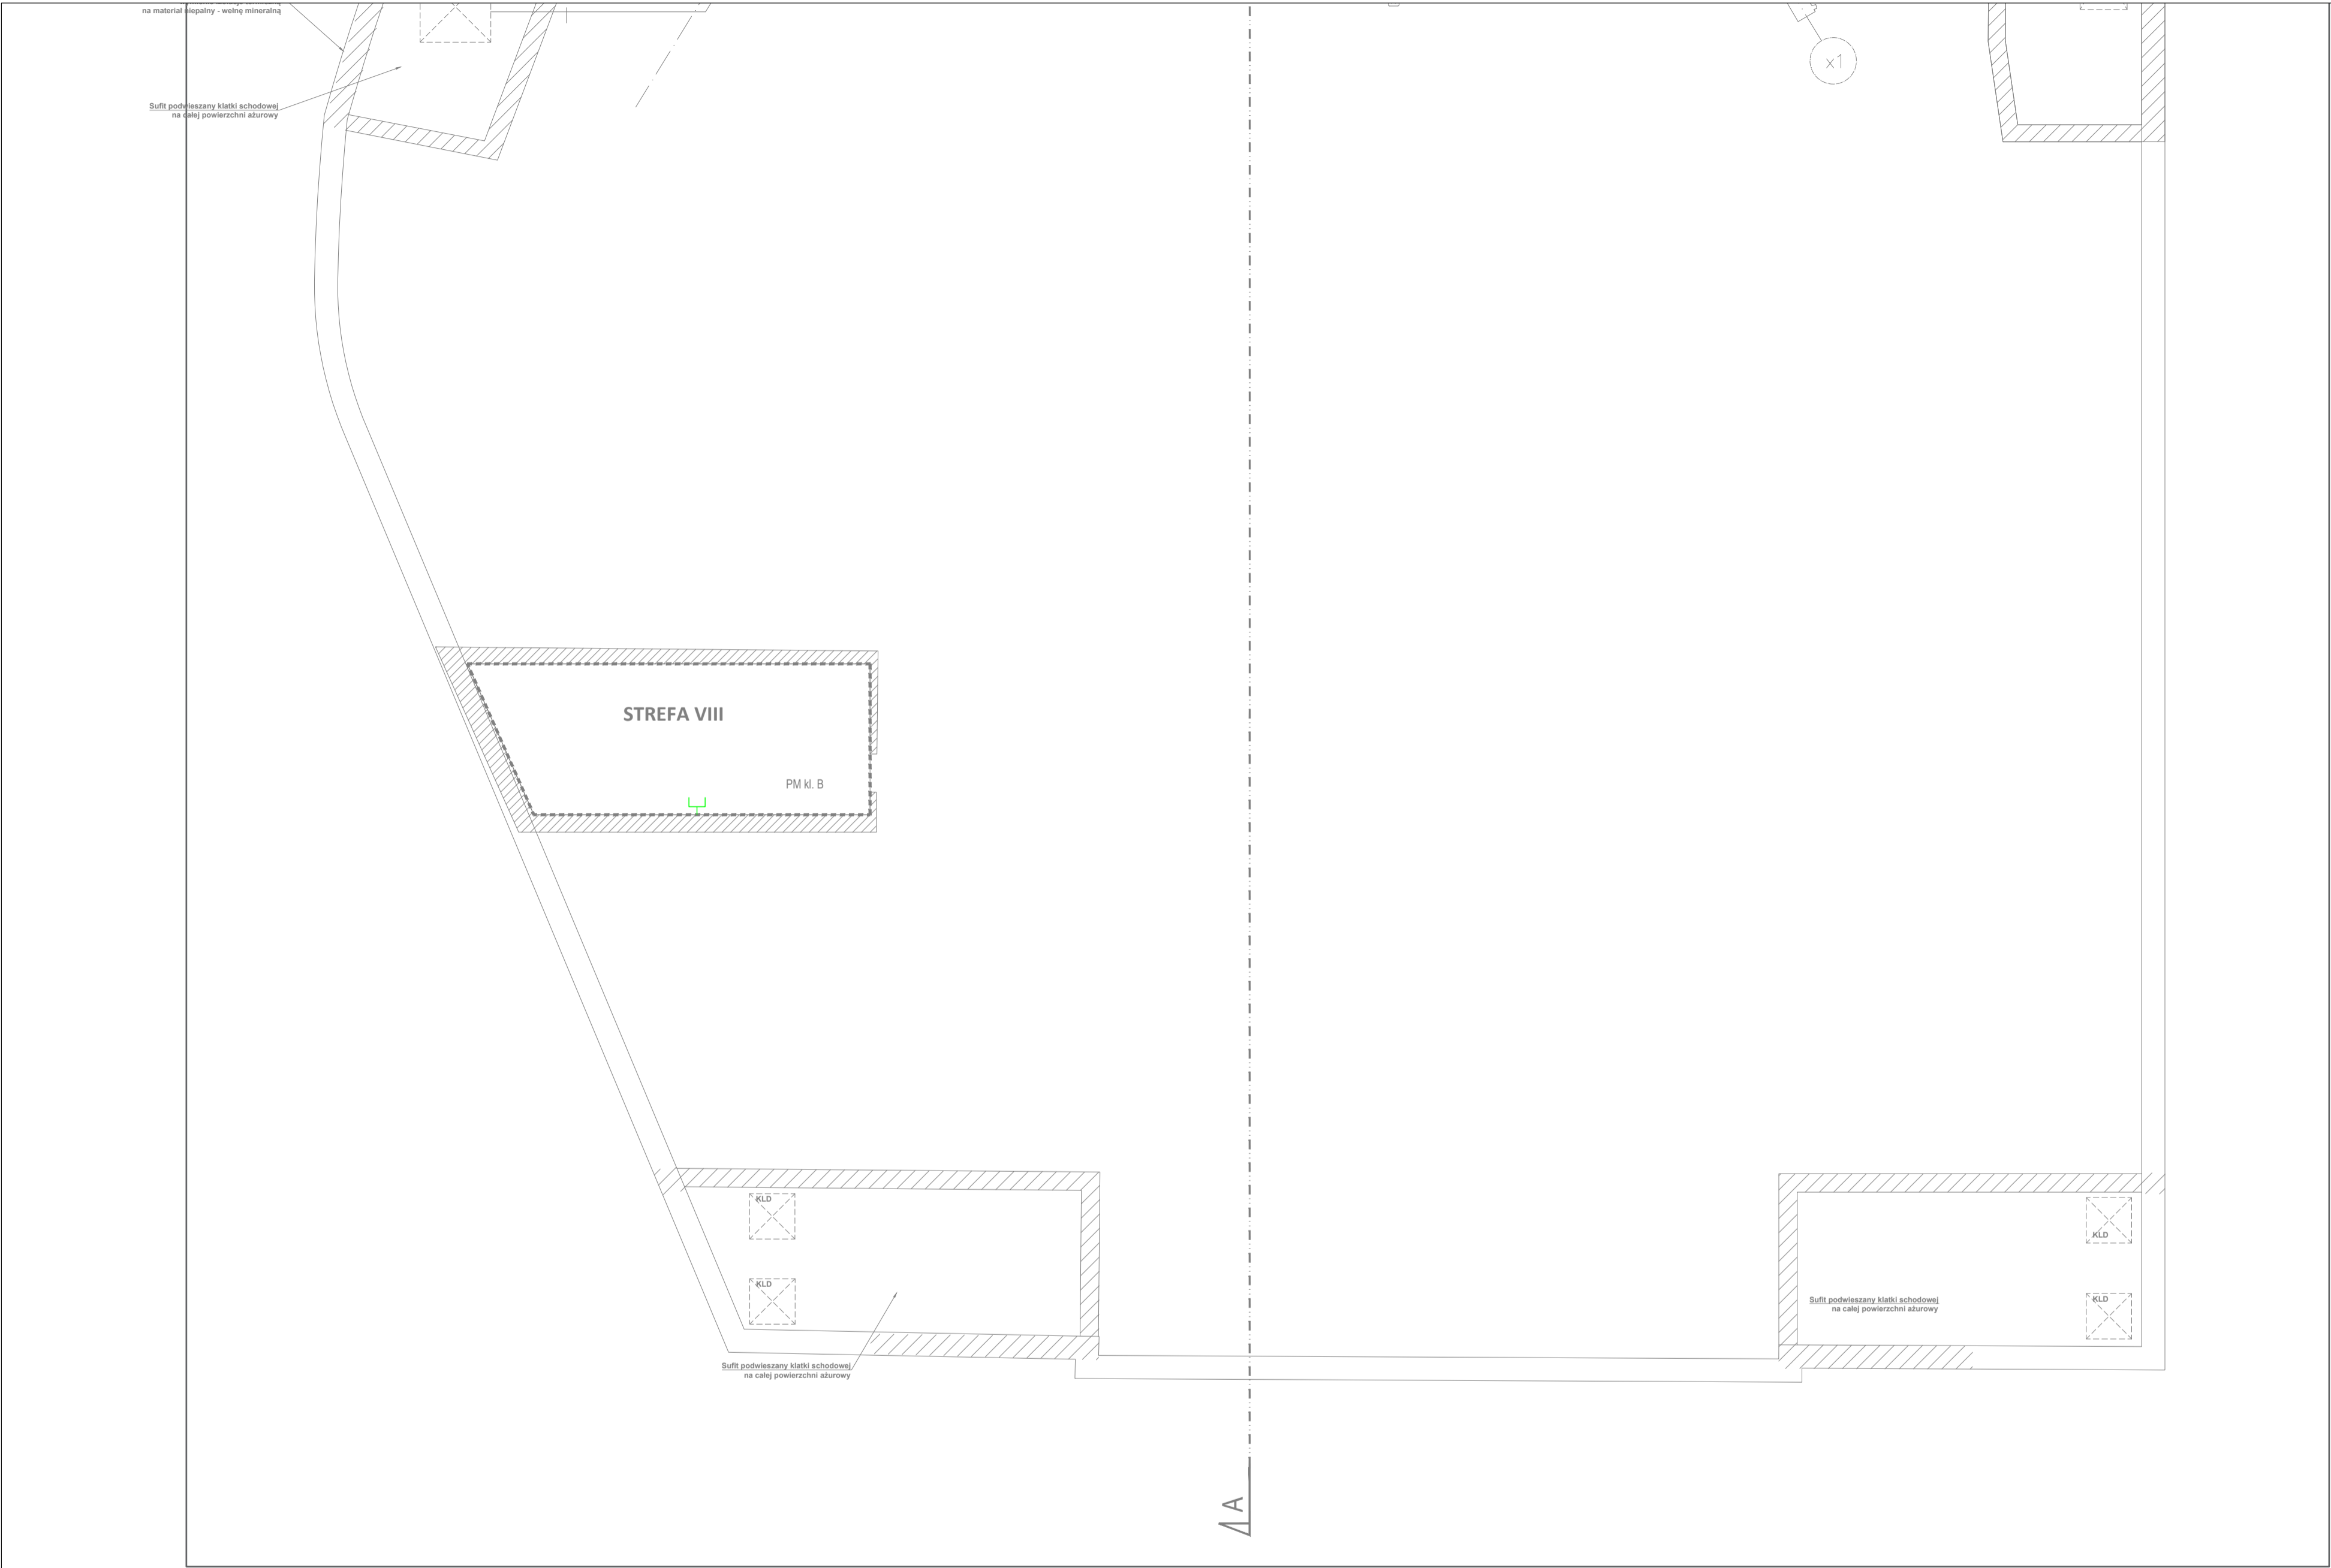 na materiał niepalny - wełnę mineralną
x1
Sufit podwieszany klatki schodowej
na całej powierzchni ażurowy
STREFA VIII
PM kl. B
KLD
KLD
KLD
KLD
Sufit podwieszany klatki schodowej
na całej powierzchni ażurowy
Sufit podwieszany klatki schodowej
na całej powierzchni ażurowy
A